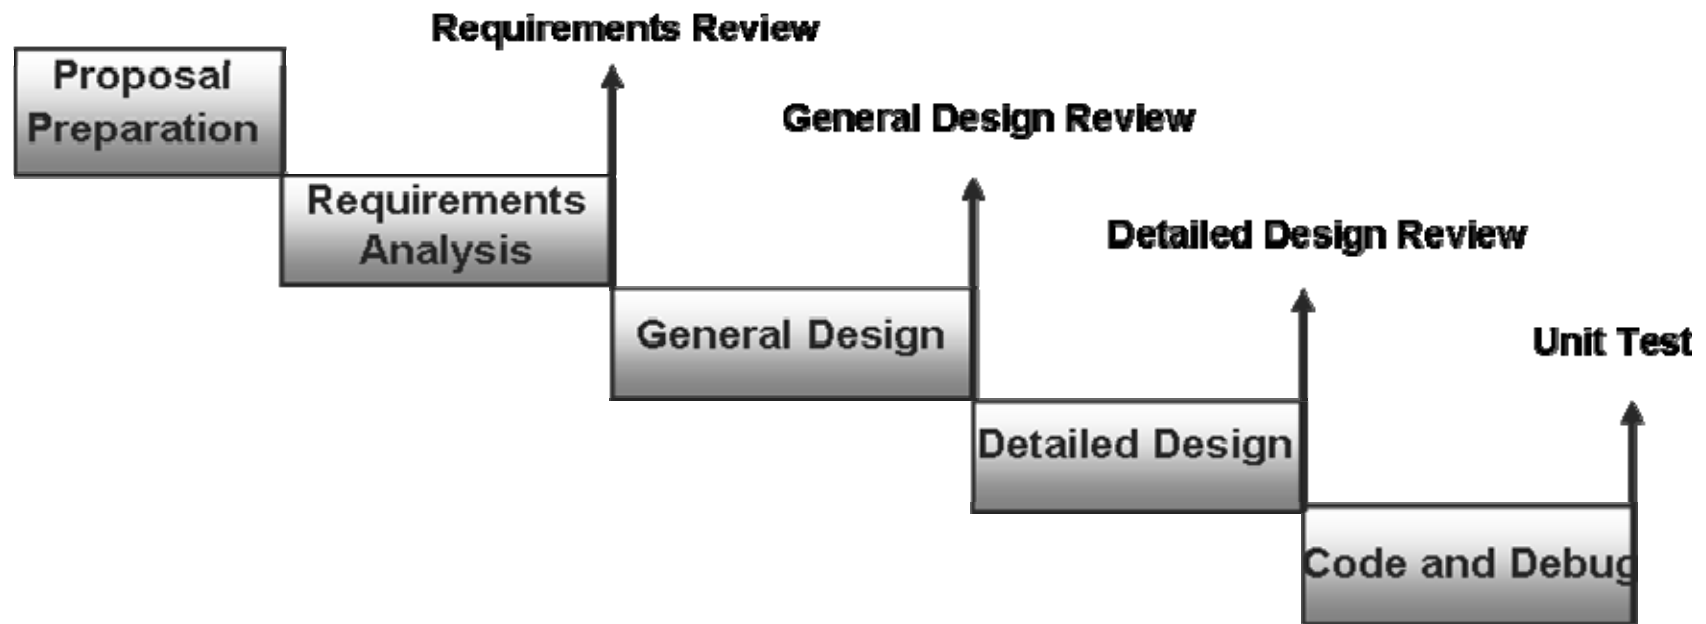 Requirements Review
Proposal
Preparation
General Design Review
Requirements
Analysis
Detailed Design Review
General Design
Unit Test
Detailed Design
Code and Debug